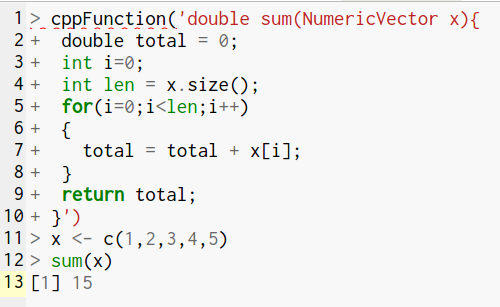 1 > cppFunction('double sum(NumericVector x){
2 +  double total = 0;
3 +  int i=0;
4 +  int len = x.size();
5 +  for(i=0;i<len;i++)
6 +  {
7 +    total = total + x[i];
8 +  }
9 +  return total;
10 + }')
11 > x <- c(1,2,3,4,5)
12 > sum(x)
13 [1] 15